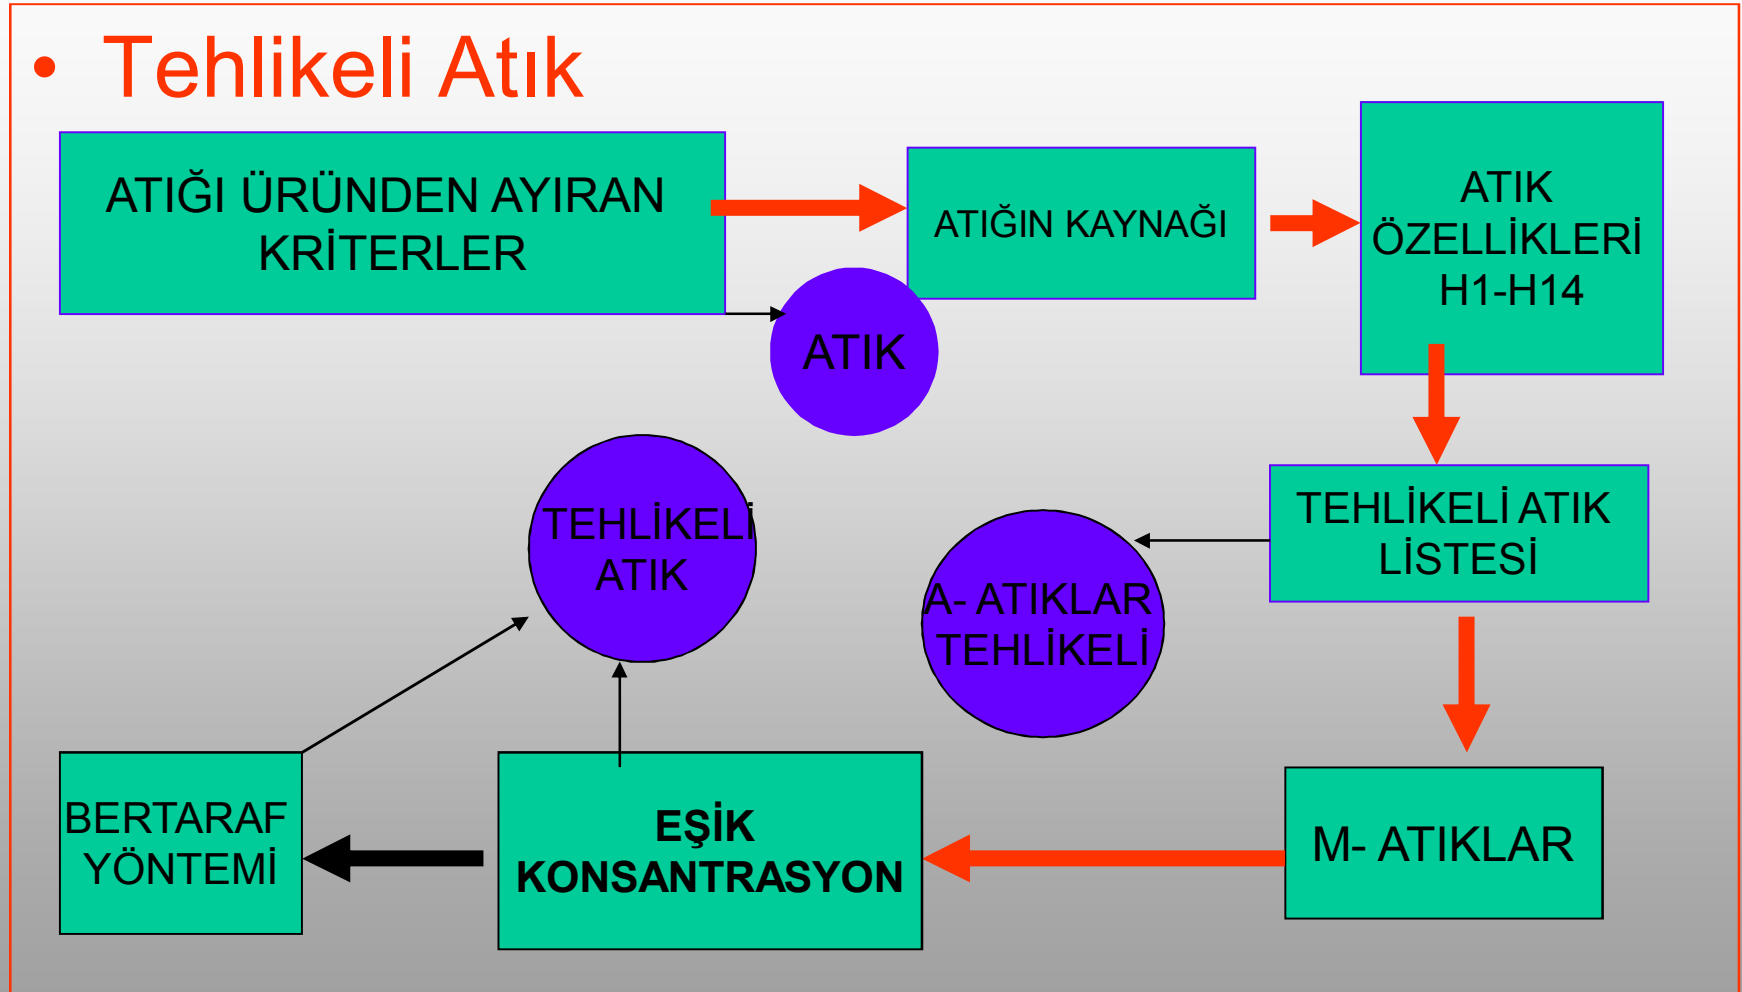 • Tehlikeli Atık
ATIĞI ÜRÜNDEN AYIRAN
KRİTERLER
ATIĞIN KAYNAĞI
ATIK
ÖZELLİKLERİ
H1-H14
ATIK
TEHLİKELİ
ATIK
A- ATIKLAR
TEHLİKELİ
TEHLİKELİ ATIK
LİSTESİ
BERTARAF
YÖNTEMİ
EŞİK
KONSANTRASYON
M- ATIKLAR